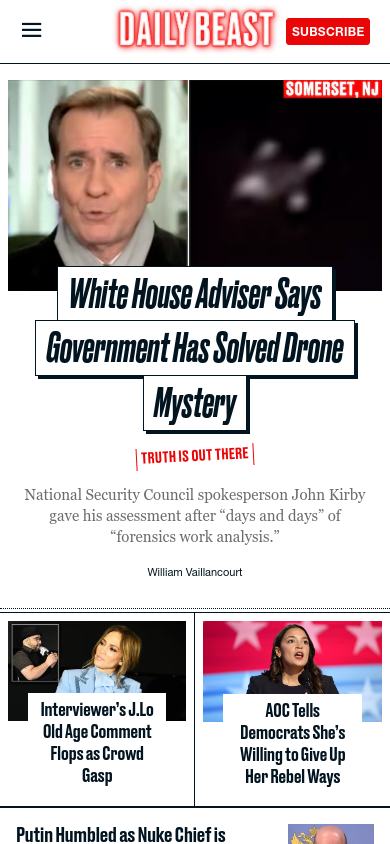 DAILY BEAST
SUBSCRIBE
SOMERSET, NJ
White House Adviser Says
Government Has Solved Drone
Mystery
TRUTH IS OUT THERE
National Security Council spokesperson John Kirby
gave his assessment after “days and days” of
“forensics work analysis.”
William Vaillancourt
Interviewer’s J.Lo
Old Age Comment
Flops as Crowd
Gasp
AOC Tells
Democrats She’s
Willing to Give Up
Her Rebel Ways
Putin Humbled as Nuke Chief is